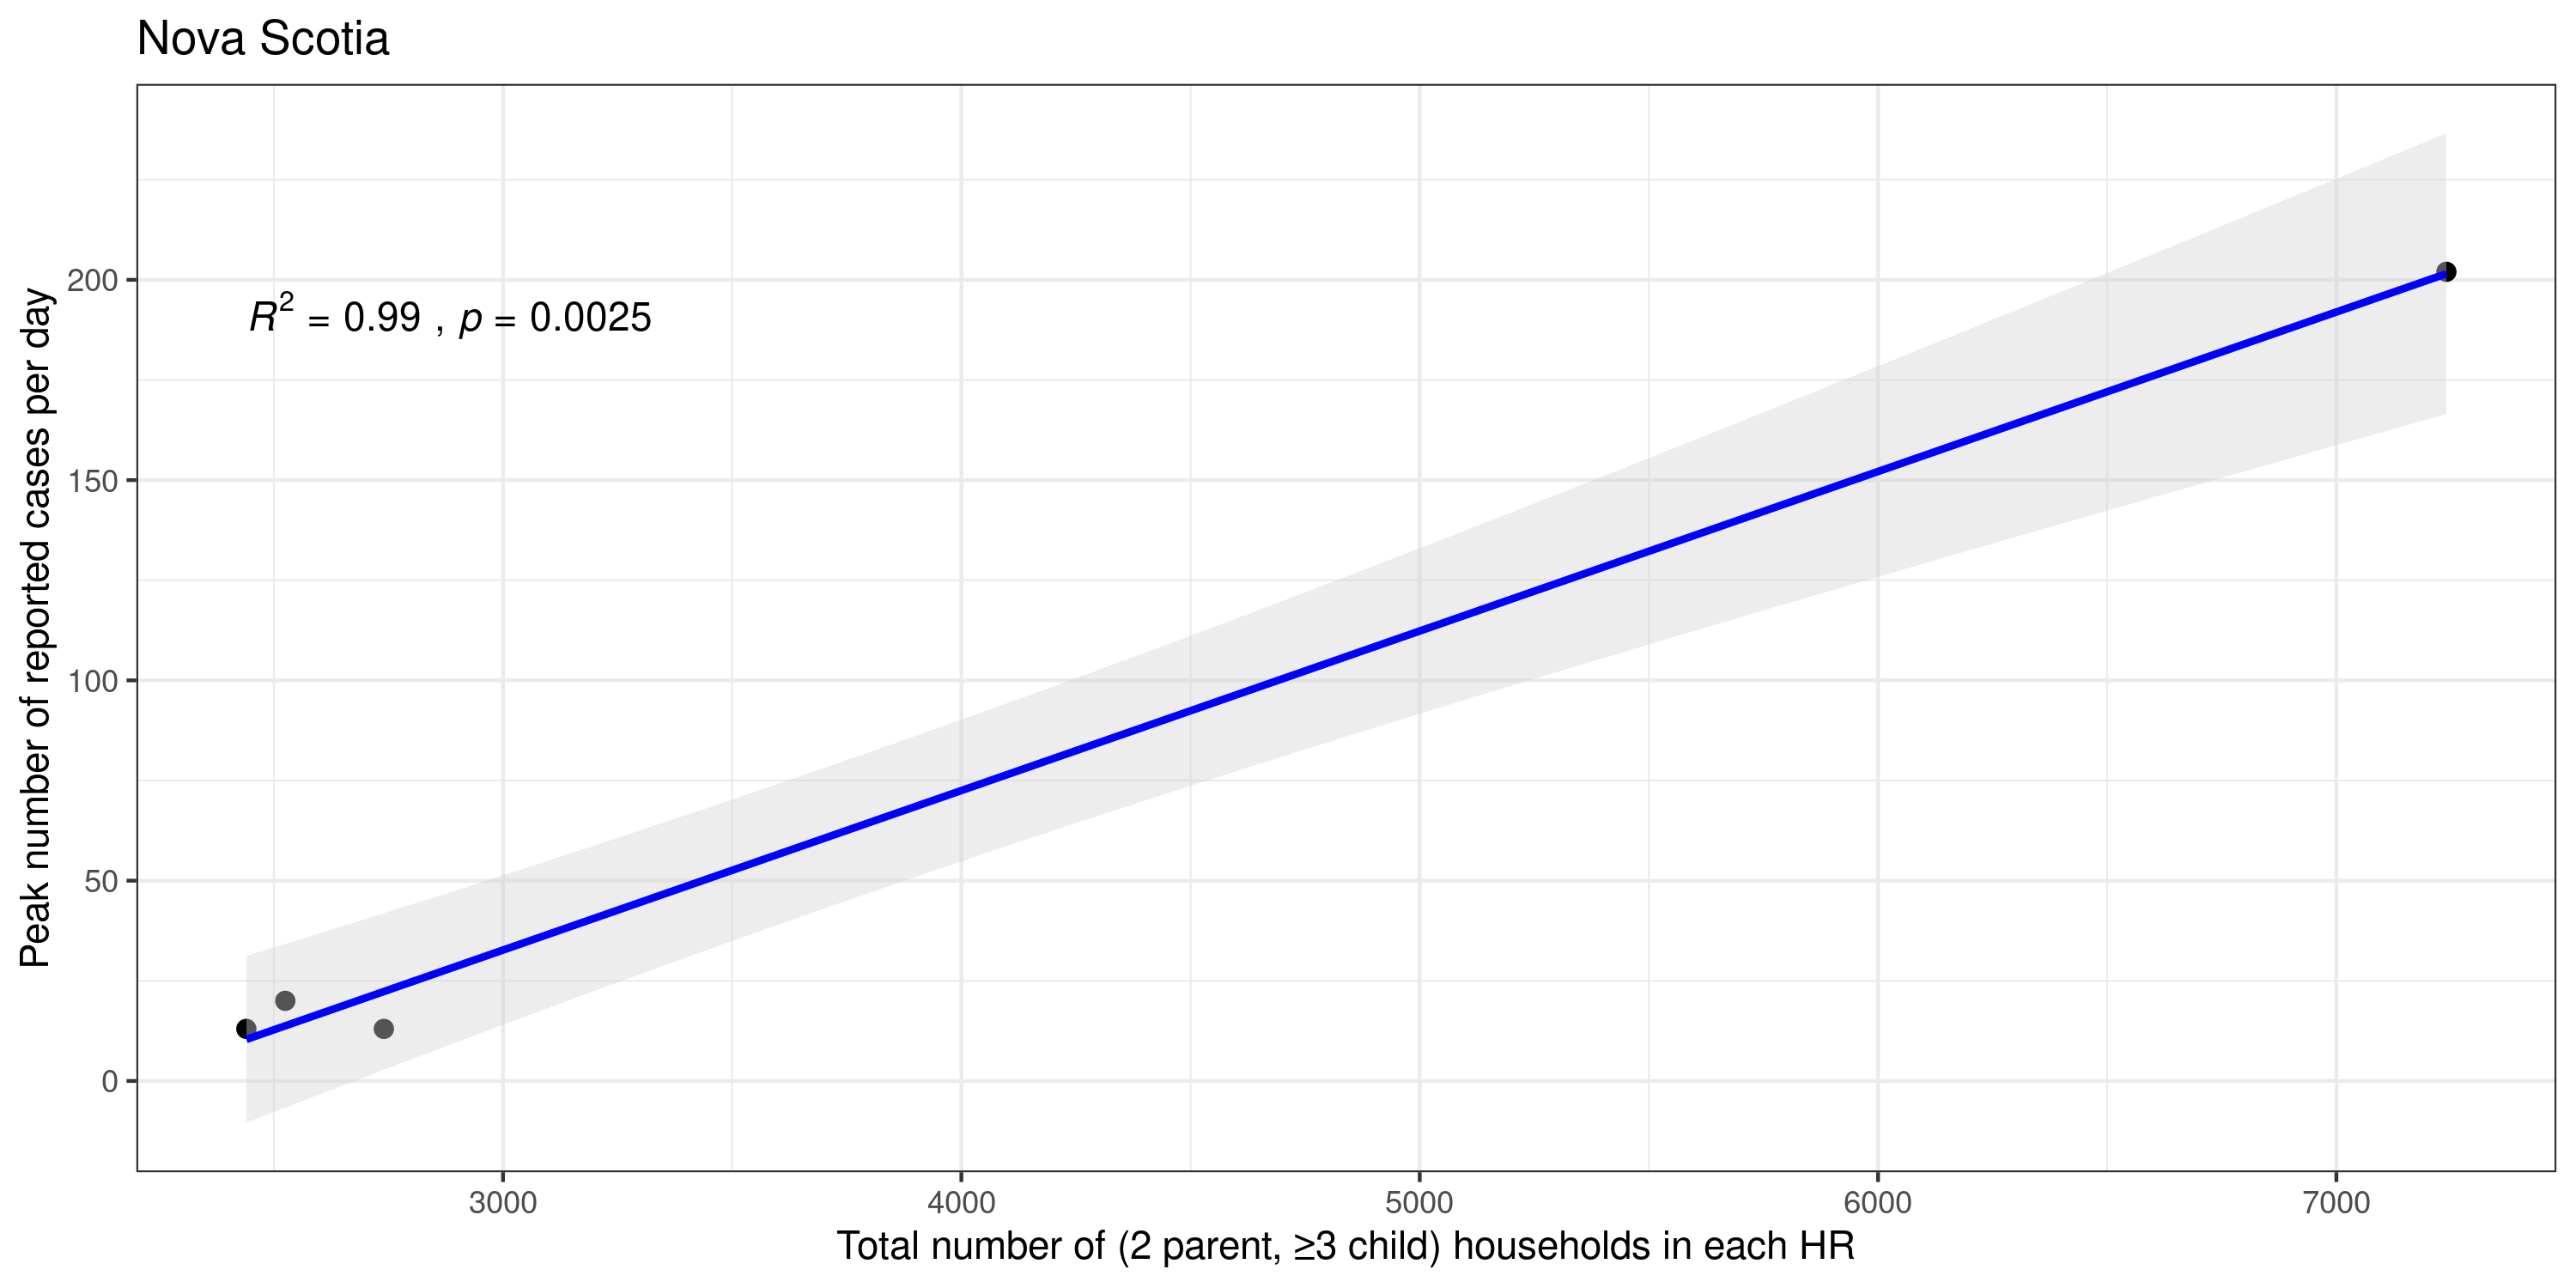 Nova Scotia
R² = 0.99 , p = 0.0025
Peak number of reported cases per day
200
150
100
50
0
3000 4000 5000 6000 7000
Total number of (2 parent, ≥3 child) households in each HR